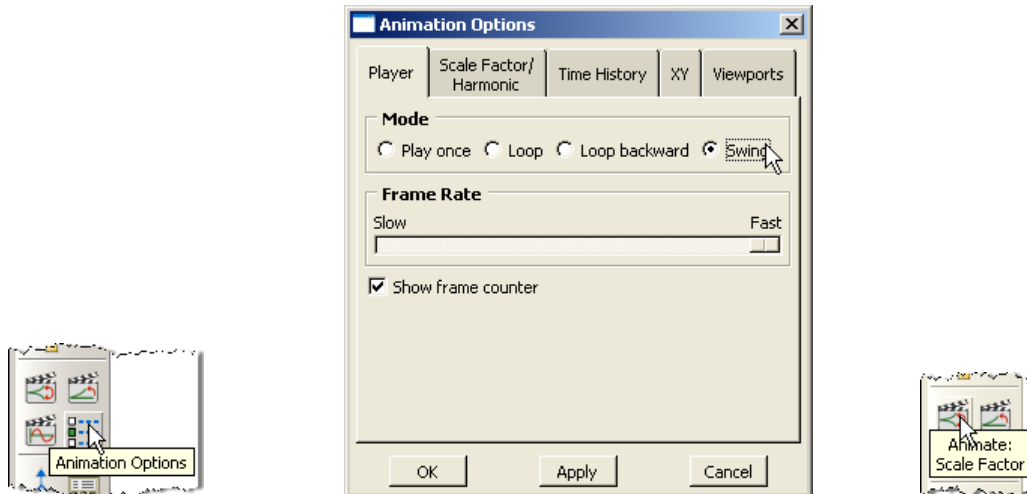 Animation Options
Player
Scale Factor/
Harmonic
Time History
XY
Viewports
Mode
Play once
Loop
Loop backward
Swing
Frame Rate
Slow
Fast
Show frame counter
OK
Apply
Cancel
Animation Options
Animate:
Scale Factor